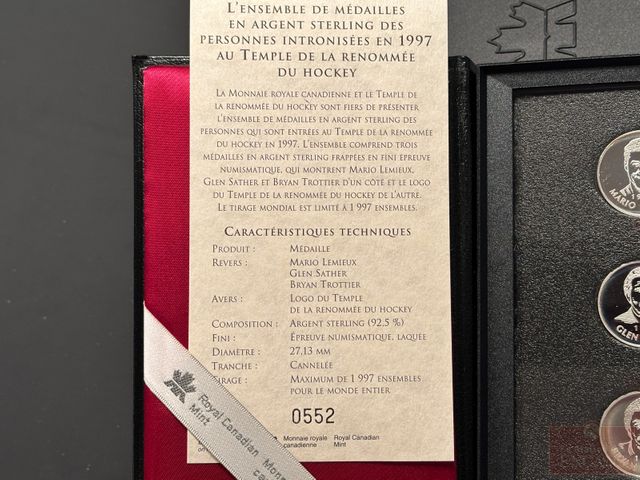 L'ENSEMBLE DE MÉDAILLES
EN ARGENT STERLING DES
PERSONNES INTRONISÉES EN 1997
AU TEMPLE DE LA RENOMMÉE
DU HOCKEY
LA MONNAIE ROYALE CANADIENNE ET LE TEMPLE DE
LA RENOMMÉE DU HOCKEY SONT FIERS DE PRÉSENTER
L'ENSEMBLE DE MÉDAILLES EN ARGENT STERLING DES
PERSONNES QUI SONT ENTRÉES AU TEMPLE DE LA RENOMMÉE
DU HOCKEY EN 1997. L'ENSEMBLE COMPREND TROIS
MÉDAILLES EN ARGENT STERLING FRAPPÉES EN FINI ÉPREUVE
NUMISMATIQUE, QUI MONTRENT MARIO LEMIEUX,
GLEN SATHER ET BRYAN TROTTIER D'UN CÔTÉ ET LE LOGO
DU TEMPLE DE LA RENOMMÉE DU HOCKEY DE L'AUTRE.
LE TIRAGE MONDIAL EST LIMITÉ À 1 997 ENSEMBLES.
CARACTÉRISTIQUES TECHNIQUES
PRODUIT : MÉDAILLE
REVERS : MARIO LEMIEUX
GLEN SATHER
BRYAN TROTTIER
AVERS : LOGO DU TEMPLE
DE LA RENOMMÉE DU HOCKEY
COMPOSITION : ARGENT STERLING (92.5 %)
FINI : ÉPREUVE NUMISMATIQUE, LAQUÉE
DIAMÈTRE : 27,13 MM
TRANCHE : CANNELÉE
TIRAGE : MAXIMUM DE 1 997 ENSEMBLES
POUR LE MONDE ENTIER
0552
Monnaie royale canadienne
Royal Canadian Mint
Royal Canadian
Mint
MARIO
GLEN